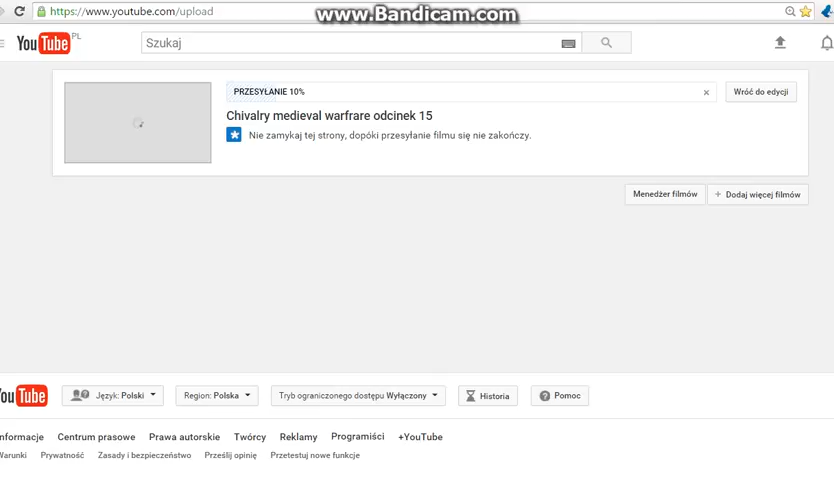 https://www.youtube.com/upload
www.Bandicam.com
YouTube PL
Szukaj
PRZESYŁANIE 10%
Wróć do edycji
Chivalry medieval warfrare odcinek 15
Nie zamykaj tej strony, dopóki przesyłanie filmu się nie zakończy.
Menedżer filmów
+ Dodaj więcej filmów
YouTube
Język: Polski
Region: Polska
Tryb ograniczonego dostępu Wyłączony
Historia
Pomoc
nformacje Centrum prasowe Prawa autorskie Twórcy Reklamy Programiści +YouTube
Warunki Prywatność Zasady i bezpieczeństwo Prześlij opinię Przetestuj nowe funkcje